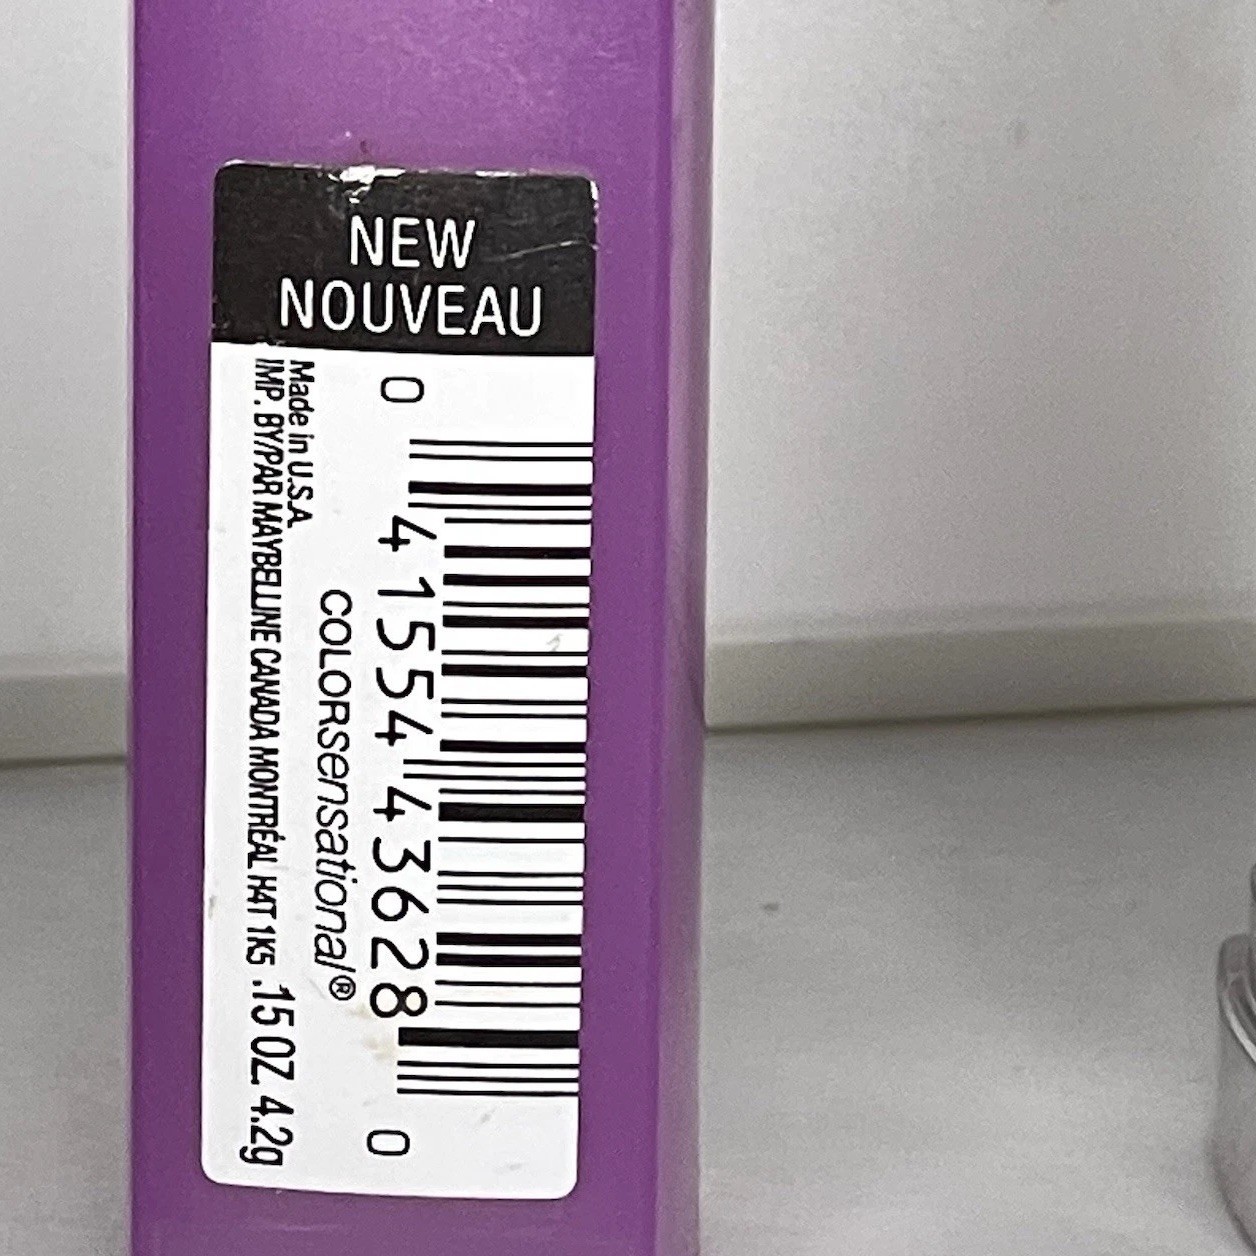 NEW
NOUVEAU
0 41554 43628 0
COLORsensational®
Made in U.S.A.
IMP. BY/PAR MAYBELLINE CANADA MONTRÉAL H4T 1K5 .15 OZ. 4.2g